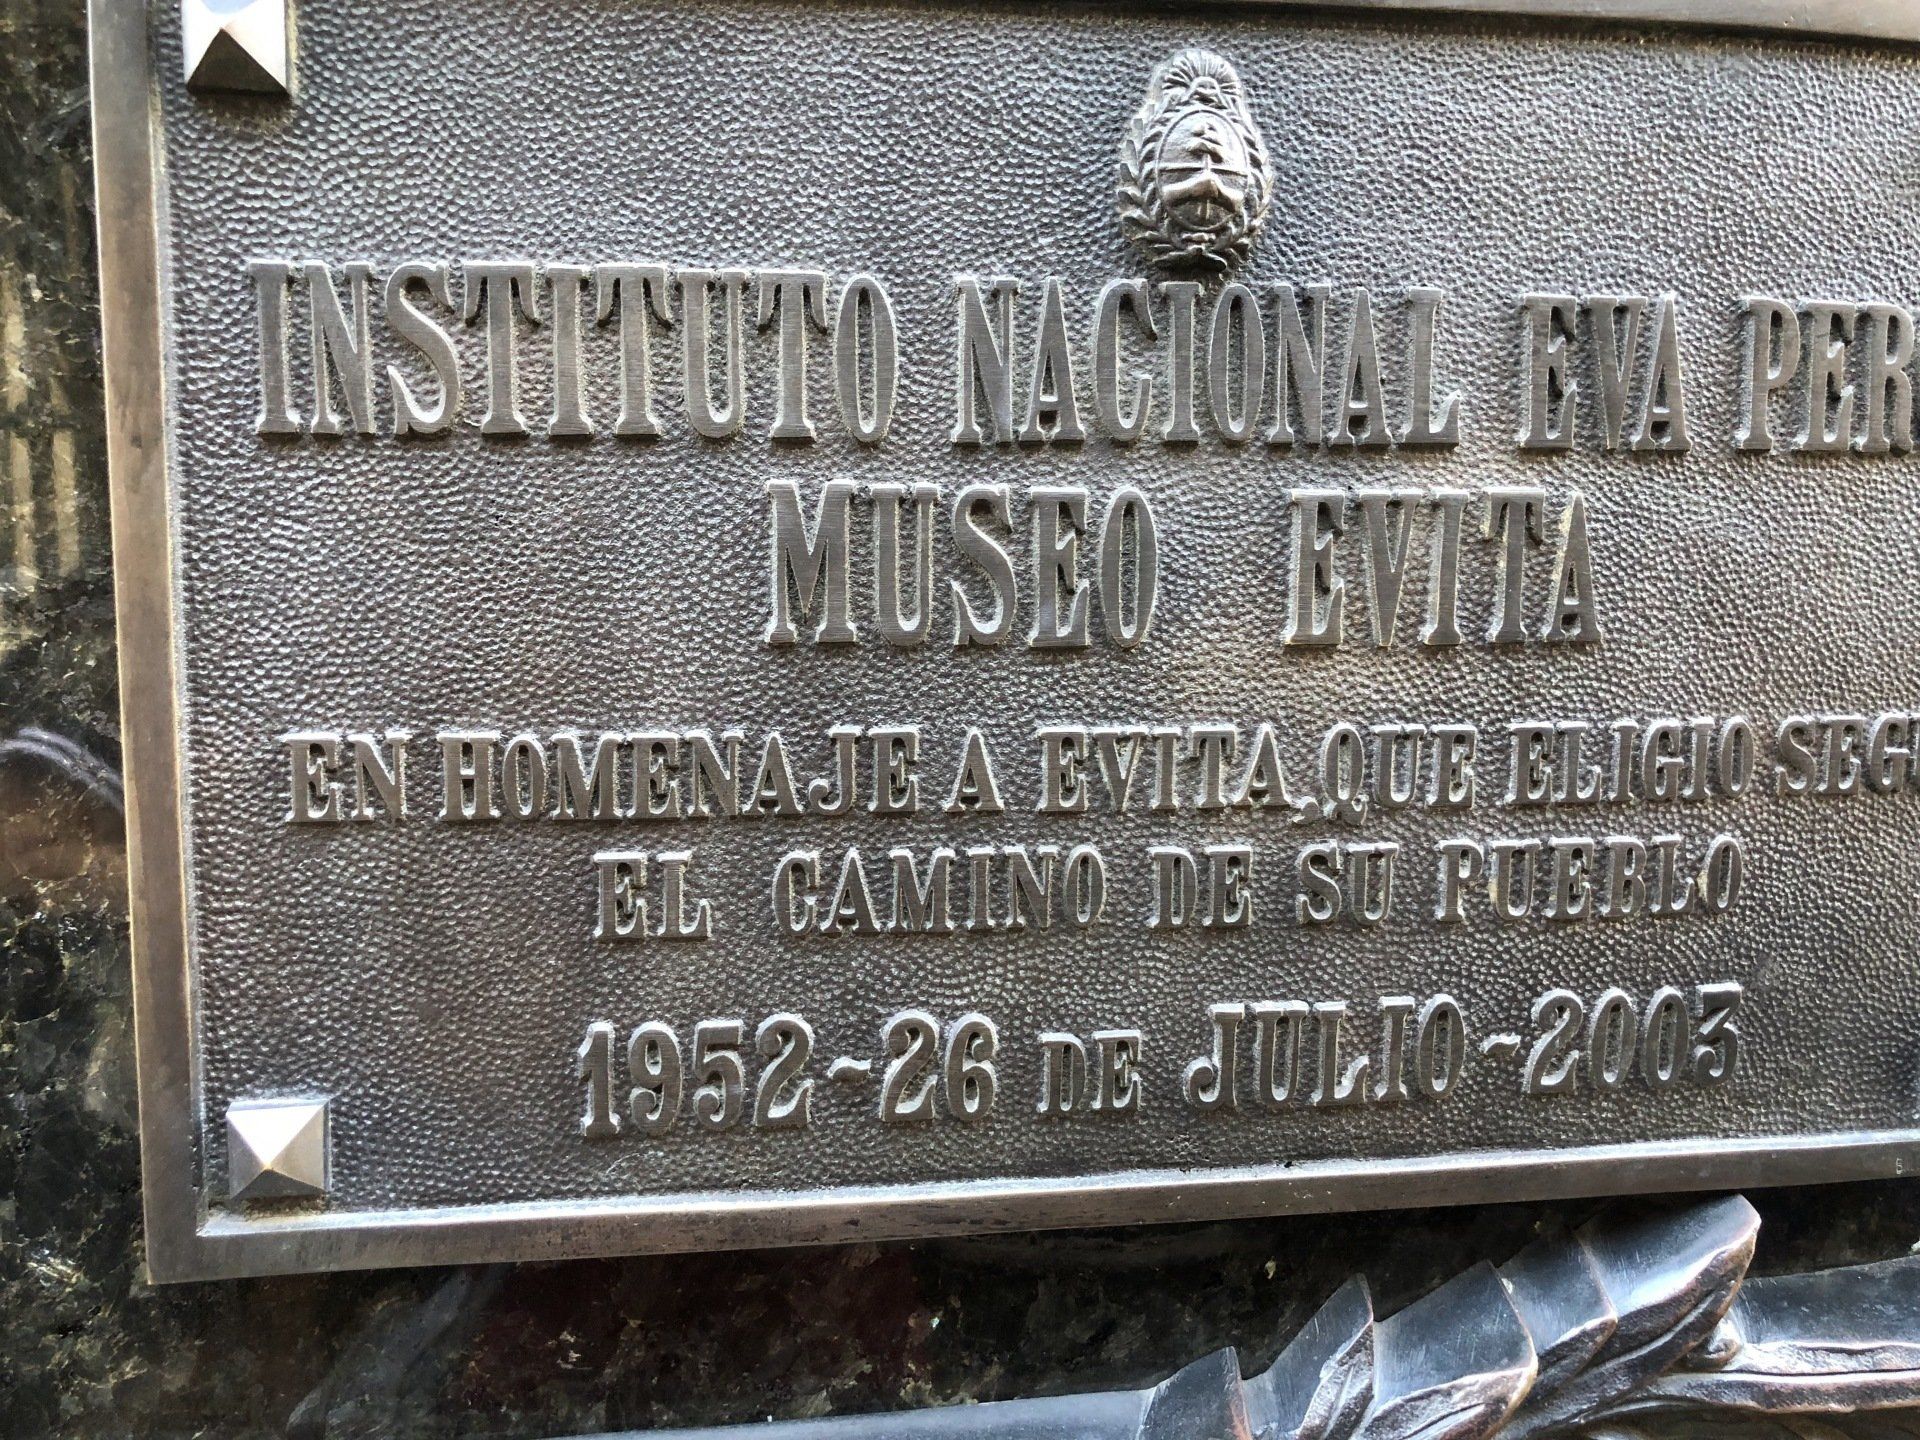 INSTITUTO NACIONAL EVA PER
MUSEO EVITA
EN HOMENAJE A EVITA, QUE ELIGIO SEGU
EL CAMINO DE SU PUEBLO
1952~26 DE JULIO~2003